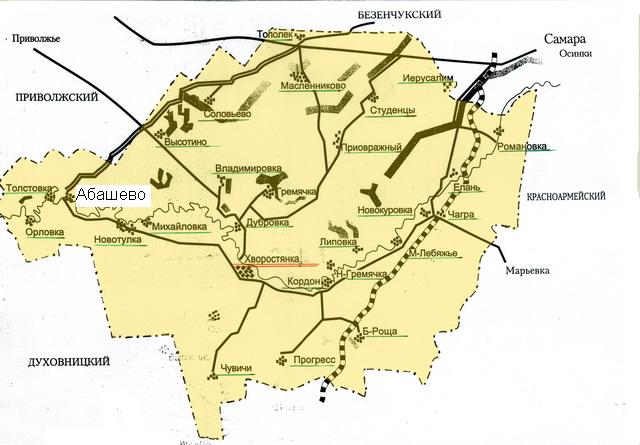 БЕЗЕНЧУКСКИЙ
Приволжье
Тополек
Самара
Осинки
Масленниково
Иерусалим
ПРИВОЛЖСКИЙ
Соловьево
Студенцы
Высотино
Приовражный
Романовка
Владимировка
Толстовка
Абашево
Гремячка
Елань
КРАСНОАРМЕЙСКИЙ
Новокуровка
Чагра
Орловка
Михайловка
Дубровка
Новотулка
Липовка
М-Лебяжье
Хворостянка
Марьевка
Н-Гремячка
Кордон
Б-Роща
ДУХОВНИЦКИЙ
Чувичи
Прогресс